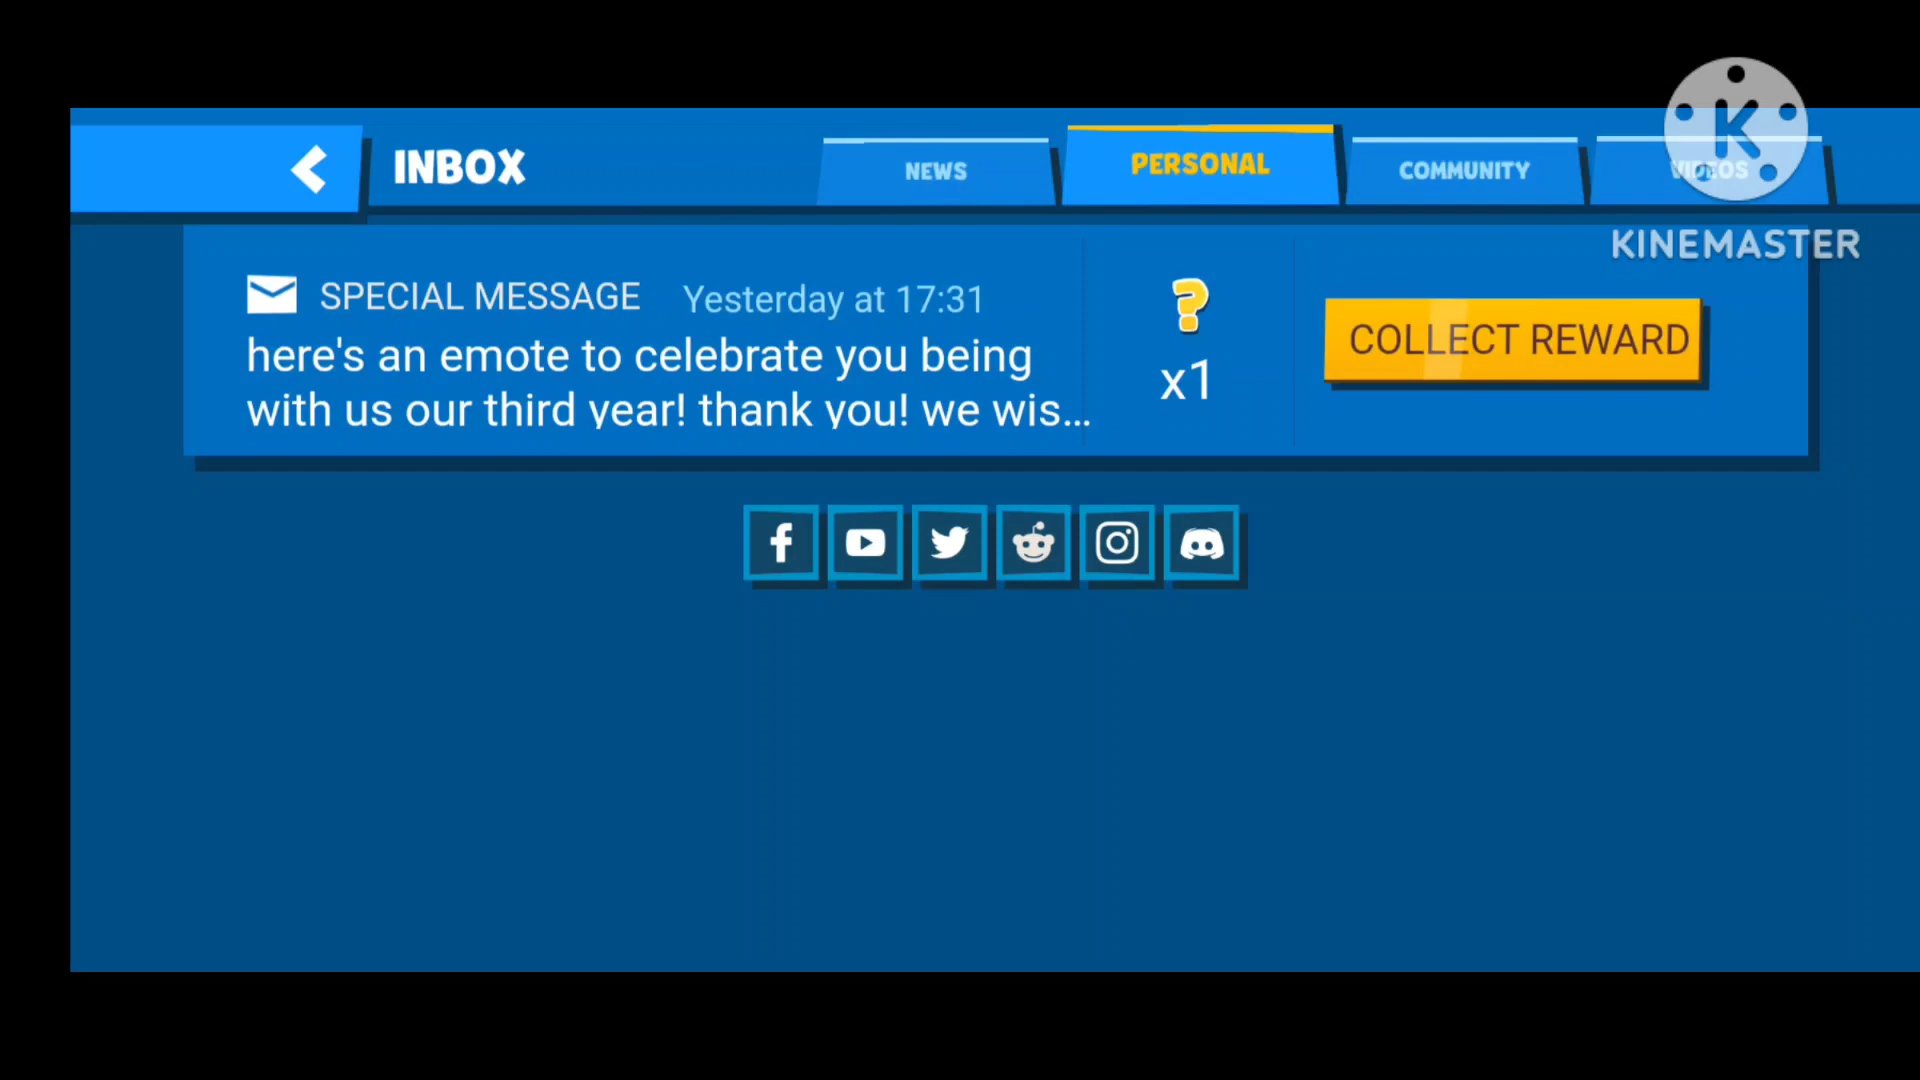 INBOX
NEWS
PERSONAL
COMMUNITY
VIDEOS
K
KINEMASTER
SPECIAL MESSAGE Yesterday at 17:31
here's an emote to celebrate you being
with us our third year! thank you! we wis...
?
x1
COLLECT REWARD